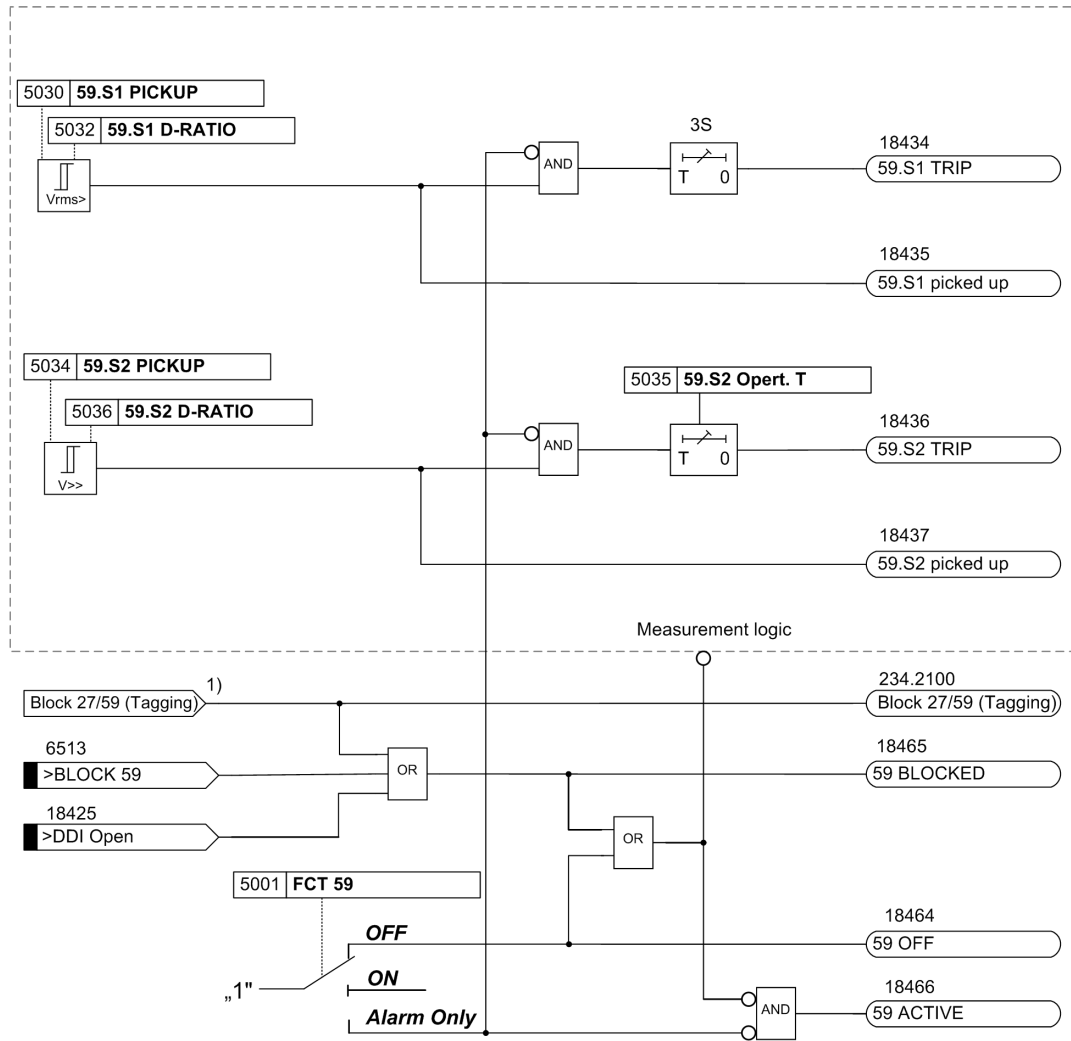 5030 59.S1 PICKUP
5032 59.S1 D-RATIO
Vrms>
AND
3S
T 0
18434
59.S1 TRIP
18435
59.S1 picked up
5034 59.S2 PICKUP
5036 59.S2 D-RATIO
V>>
AND
5035 59.S2 Opert. T
T 0
18436
59.S2 TRIP
18437
59.S2 picked up
Measurement logic
Block 27/59 (Tagging) 1)
234.2100
Block 27/59 (Tagging)
6513
>BLOCK 59
OR
18465
59 BLOCKED
18425
>DDI Open
OR
5001 FCT 59
OFF
18464
59 OFF
„1"
ON
Alarm Only
AND
18466
59 ACTIVE